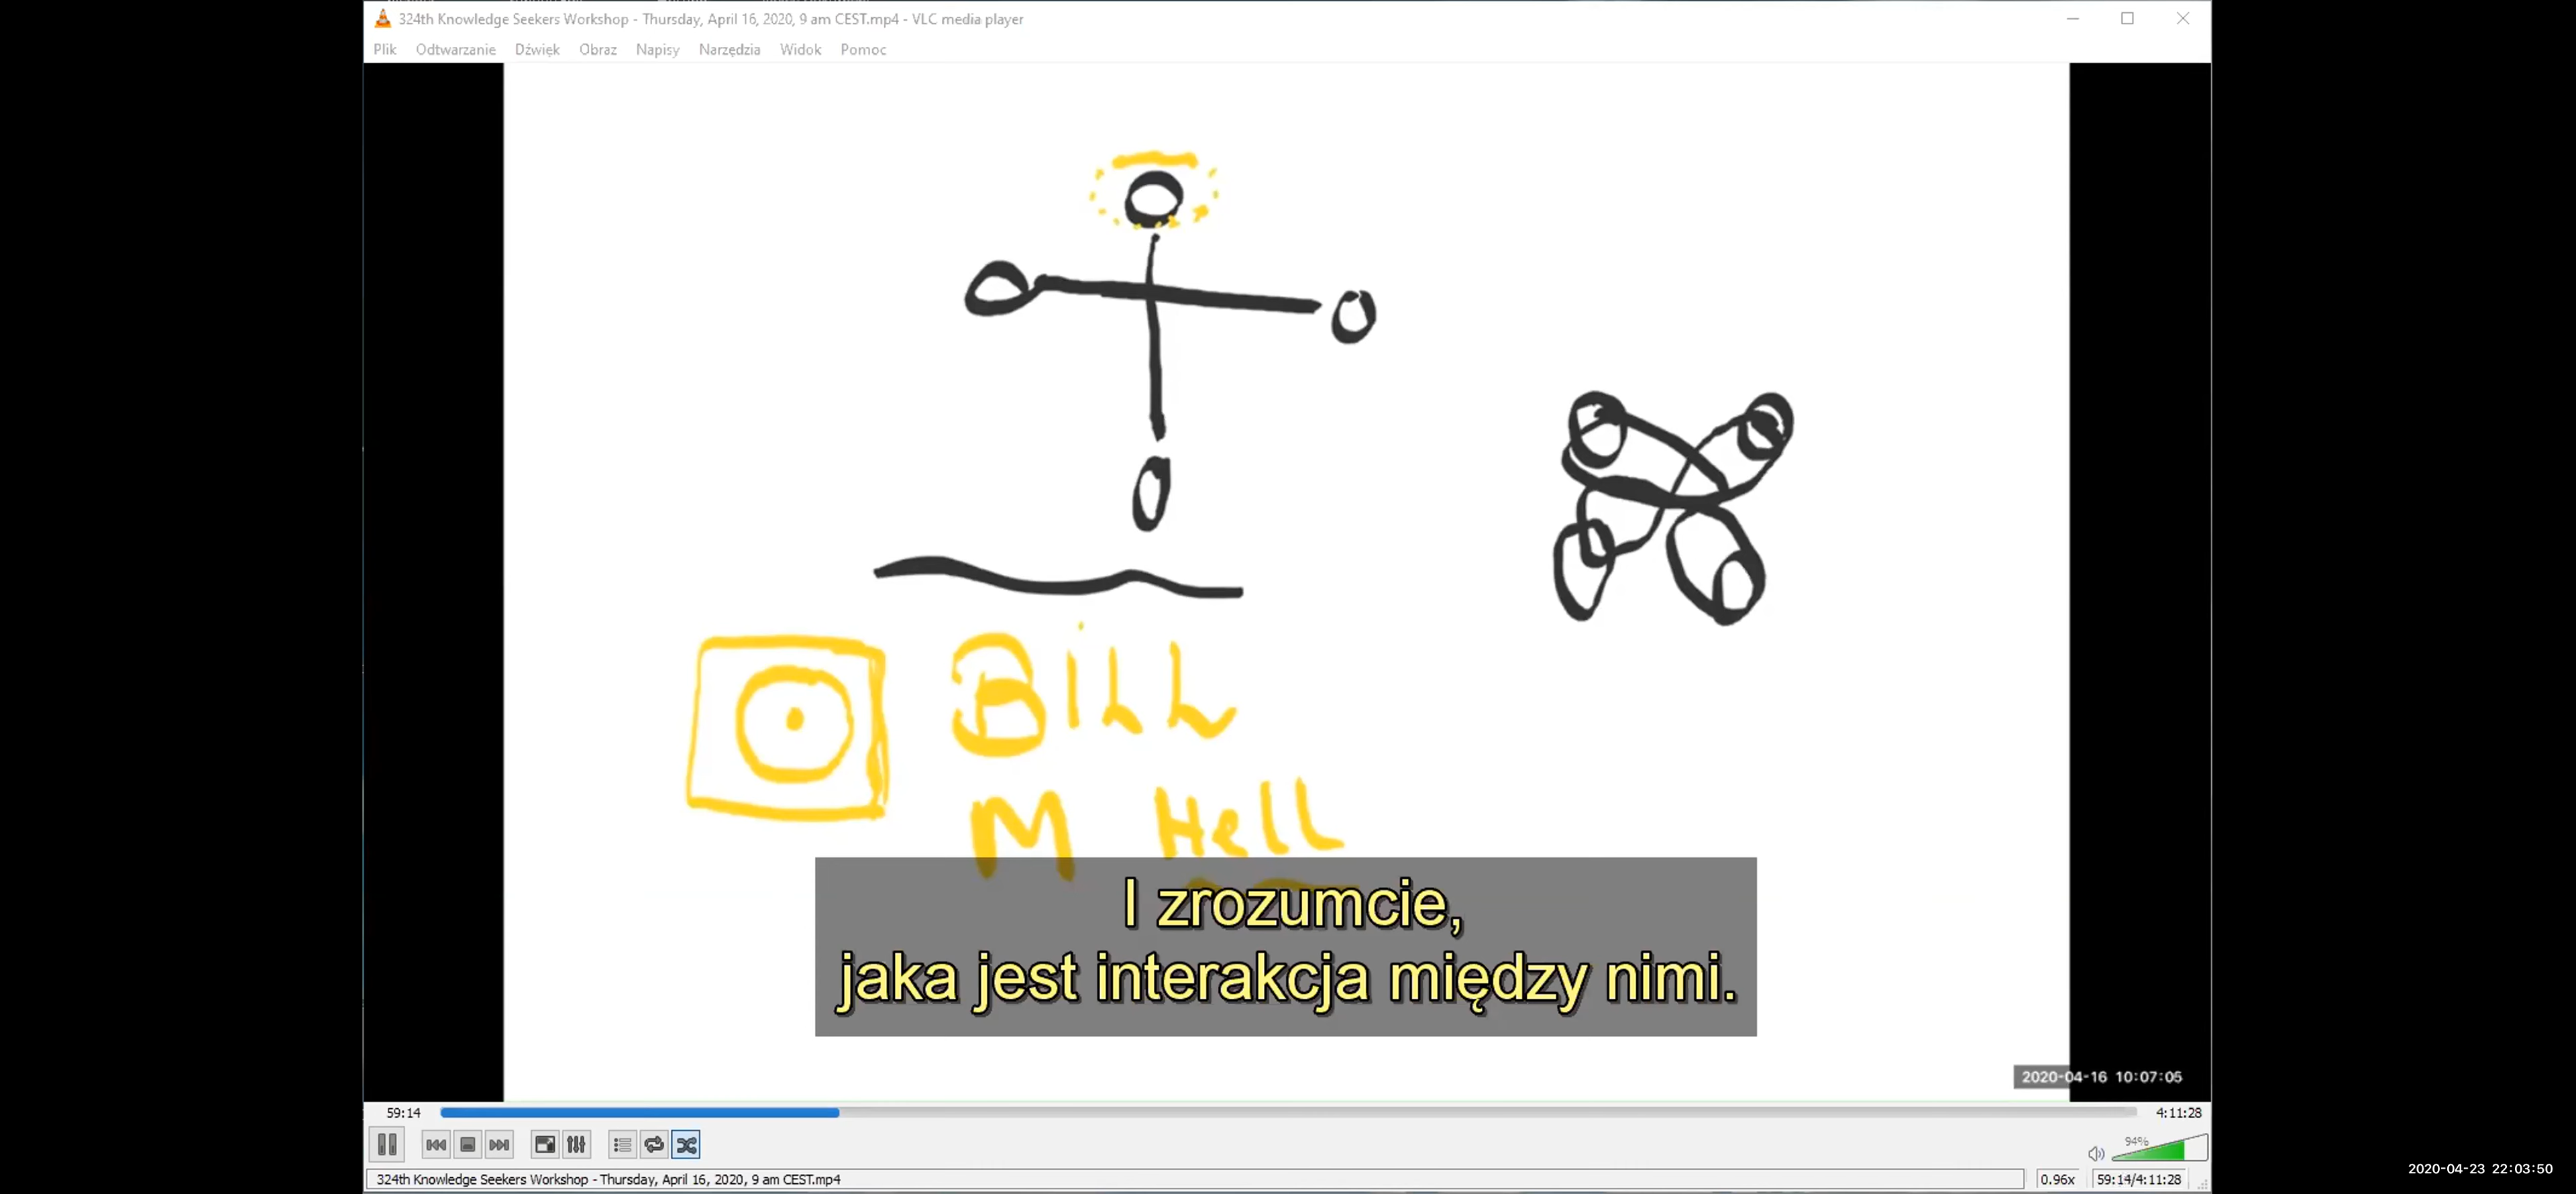 324th Knowledge Seekers Workshop - Thursday, April 16, 2020, 9 am CEST.mp4 - VLC media player
Plik Odtwarzanie Dźwięk Obraz Napisy Narzędzia Widok Pomoc
BiLL
M Hell
I zrozumcie,
jaka jest interakcja między nimi.
2020-04-16 10:07:05
59:14 4:11:28
94%
324th Knowledge Seekers Workshop - Thursday, April 16, 2020, 9 am CEST.mp4 0.96x 59:14/4:11:28
2020-04-23 22:03:50